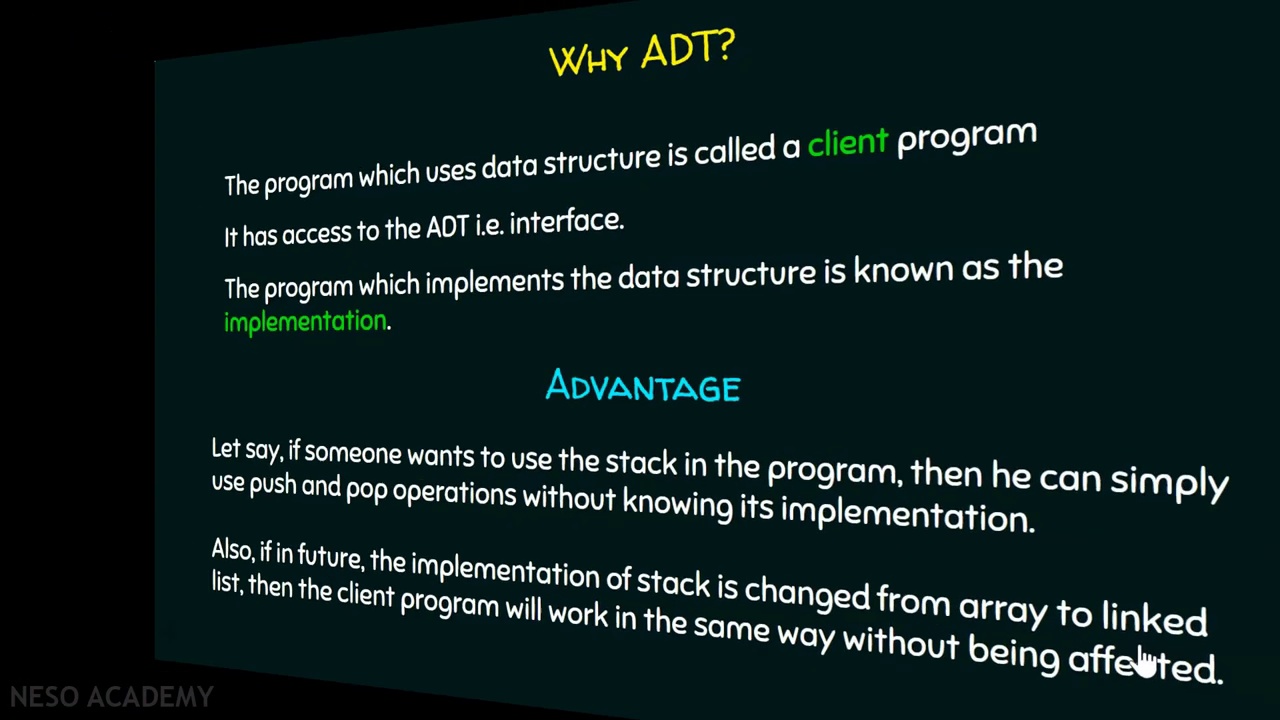 WHY ADT?
The program which uses data structure is called a client program
It has access to the ADT i.e. interface.
The program which implements the data structure is known as the
implementation.
ADVANTAGE
Let say, if someone wants to use the stack in the program, then he can simply
use push and pop operations without knowing its implementation.
Also, if in future, the implementation of stack is changed from array to linked
list, then the client program will work in the same way without being affected.
NESO ACADEMY